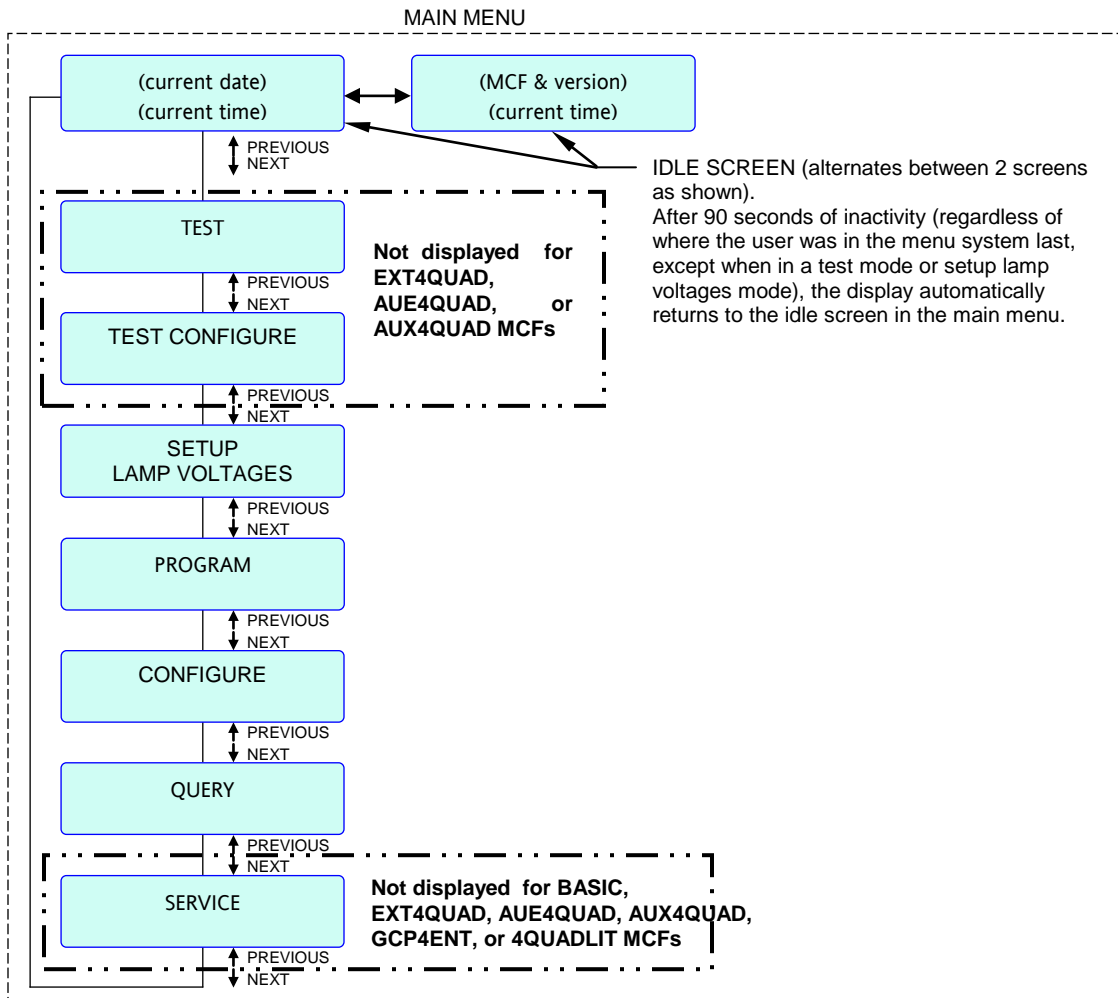 MAIN MENU
(current date)
(current time)
(MCF & version)
(current time)
PREVIOUS
NEXT
IDLE SCREEN (alternates between 2 screens
as shown).
After 90 seconds of inactivity (regardless of
where the user was in the menu system last,
except when in a test mode or setup lamp
voltages mode), the display automatically
returns to the idle screen in the main menu.
TEST
Not displayed for
EXT4QUAD,
AUE4QUAD, or
AUX4QUAD MCFs
PREVIOUS
NEXT
TEST CONFIGURE
PREVIOUS
NEXT
SETUP
LAMP VOLTAGES
PREVIOUS
NEXT
PROGRAM
PREVIOUS
NEXT
CONFIGURE
PREVIOUS
NEXT
QUERY
PREVIOUS
NEXT
SERVICE
Not displayed for BASIC,
EXT4QUAD, AUE4QUAD, AUX4QUAD,
GCP4ENT, or 4QUADLIT MCFs
PREVIOUS
NEXT